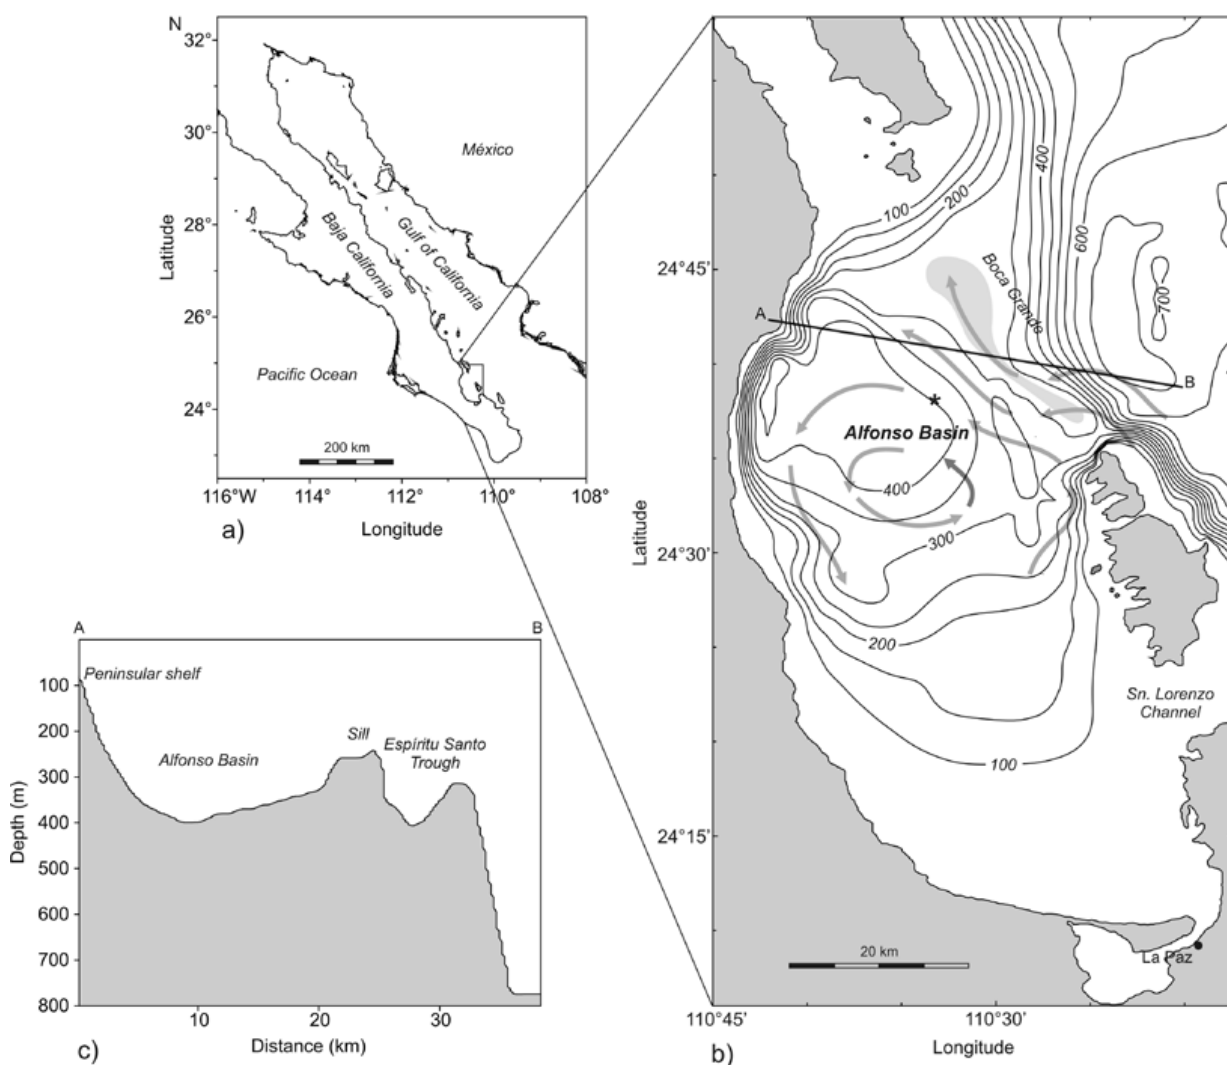 N
32°
30°
28°
26°
24°
Latitude
116°W
114°
112°
110°
108°
Longitude
México
Gulf of California
Baja California
Pacific Ocean
200 km
a)
100
200
400
600
700
24°45'
24°30'
24°15'
Latitude
Boca Grande
A
B
*
Alfonso Basin
400
300
200
100
Sn. Lorenzo
Channel
La Paz
20 km
110°45'
110°30'
Longitude
b)
A
B
Peninsular shelf
Alfonso Basin
Sill
Espíritu Santo
Trough
100
200
300
400
500
600
700
800
Depth (m)
10
20
30
Distance (km)
c)